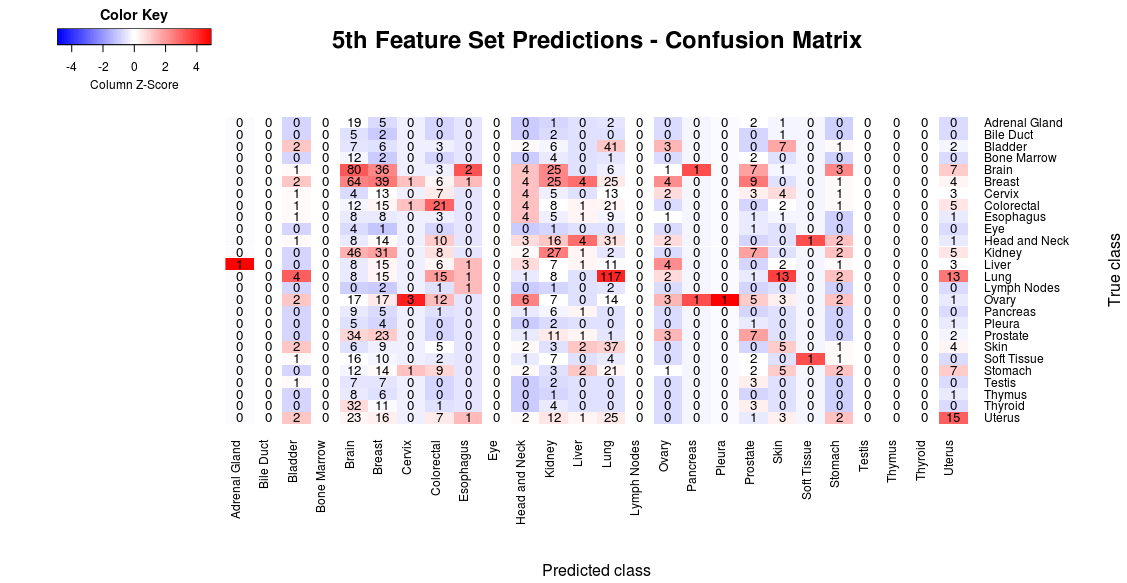 Color Key
-4 -2 0 2 4
Column Z-Score
5th Feature Set Predictions - Confusion Matrix
0 0 0 0 19 5 0 0 0 0 0 1 0 2 0 0 0 0 2 1 0 0 0 0 0 0 Adrenal Gland
0 0 0 0 5 2 0 0 0 0 0 2 0 0 0 0 0 0 0 1 0 0 0 0 0 0 Bile Duct
0 0 2 0 7 6 0 3 0 0 2 6 0 41 0 3 0 0 0 7 0 1 0 0 0 2 Bladder
0 0 0 0 12 2 0 0 0 0 0 4 0 1 0 0 0 0 2 0 0 0 0 0 0 0 Bone Marrow
0 0 1 0 80 36 0 3 2 0 4 25 0 6 0 1 1 0 7 1 0 3 0 0 0 7 Brain
0 0 2 0 64 39 1 6 1 0 4 25 4 25 0 4 0 0 9 1 0 1 0 0 0 4 Breast
0 0 1 0 4 13 0 7 0 0 4 5 0 13 0 2 0 0 3 4 0 1 0 0 0 3 Cervix
0 0 1 0 12 15 1 21 0 0 4 8 1 21 0 0 0 0 0 2 0 1 0 0 0 5 Colorectal
0 0 1 0 8 8 0 3 0 0 4 5 1 9 0 1 0 0 1 1 0 0 0 0 0 1 Esophagus
0 0 0 0 4 1 0 0 0 0 0 1 0 0 0 0 0 0 1 0 0 0 0 0 0 0 Eye
0 0 1 0 8 14 0 10 0 0 3 16 4 31 0 2 0 0 0 0 1 2 0 0 0 1 Head and Neck
0 0 0 0 46 31 0 8 0 0 2 27 1 2 0 0 0 0 7 0 0 2 0 0 0 5 Kidney
1 0 0 0 8 15 0 6 1 0 3 7 1 11 0 4 0 0 0 2 0 1 0 0 0 3 Liver
0 0 4 0 8 15 0 15 1 0 1 8 0 117 0 2 0 0 1 13 0 2 0 0 0 13 Lung
0 0 0 0 0 2 0 1 1 0 0 1 0 2 0 0 0 0 0 0 0 0 0 0 0 0 Lymph Nodes
0 0 2 0 17 17 3 12 0 0 6 7 0 14 0 3 1 1 5 3 0 2 0 0 0 1 Ovary
0 0 0 0 9 5 0 1 0 0 1 6 1 0 0 0 0 0 0 0 0 0 0 0 0 0 Pancreas
0 0 0 0 5 4 0 0 0 0 0 2 0 0 0 0 0 0 1 0 0 0 0 0 0 1 Pleura
0 0 0 0 34 23 0 0 0 0 1 11 1 1 0 3 0 0 7 0 0 0 0 0 0 2 Prostate
0 0 2 0 6 9 0 5 0 0 2 3 2 37 0 0 0 0 0 5 0 0 0 0 0 4 Skin
0 0 1 0 16 10 0 2 0 0 1 7 0 4 0 0 0 0 2 0 1 1 0 0 0 0 Soft Tissue
0 0 0 0 12 14 1 9 0 0 2 3 2 21 0 1 0 0 2 5 0 2 0 0 0 7 Stomach
0 0 1 0 7 7 0 0 0 0 0 2 0 0 0 0 0 0 3 0 0 0 0 0 0 0 Testis
0 0 0 0 8 6 0 0 0 0 0 1 0 0 0 0 0 0 0 0 0 0 0 0 0 1 Thymus
0 0 0 0 32 11 0 1 0 0 0 4 0 0 0 0 0 0 3 0 0 0 0 0 0 0 Thyroid
0 0 2 0 23 16 0 7 1 0 2 12 1 25 0 0 0 0 1 3 0 2 0 0 0 15 Uterus
True class
Adrenal Gland
Bile Duct
Bladder
Bone Marrow
Brain
Breast
Cervix
Colorectal
Esophagus
Eye
Head and Neck
Kidney
Liver
Lung
Lymph Nodes
Ovary
Pancreas
Pleura
Prostate
Skin
Soft Tissue
Stomach
Testis
Thymus
Thyroid
Uterus
Predicted class